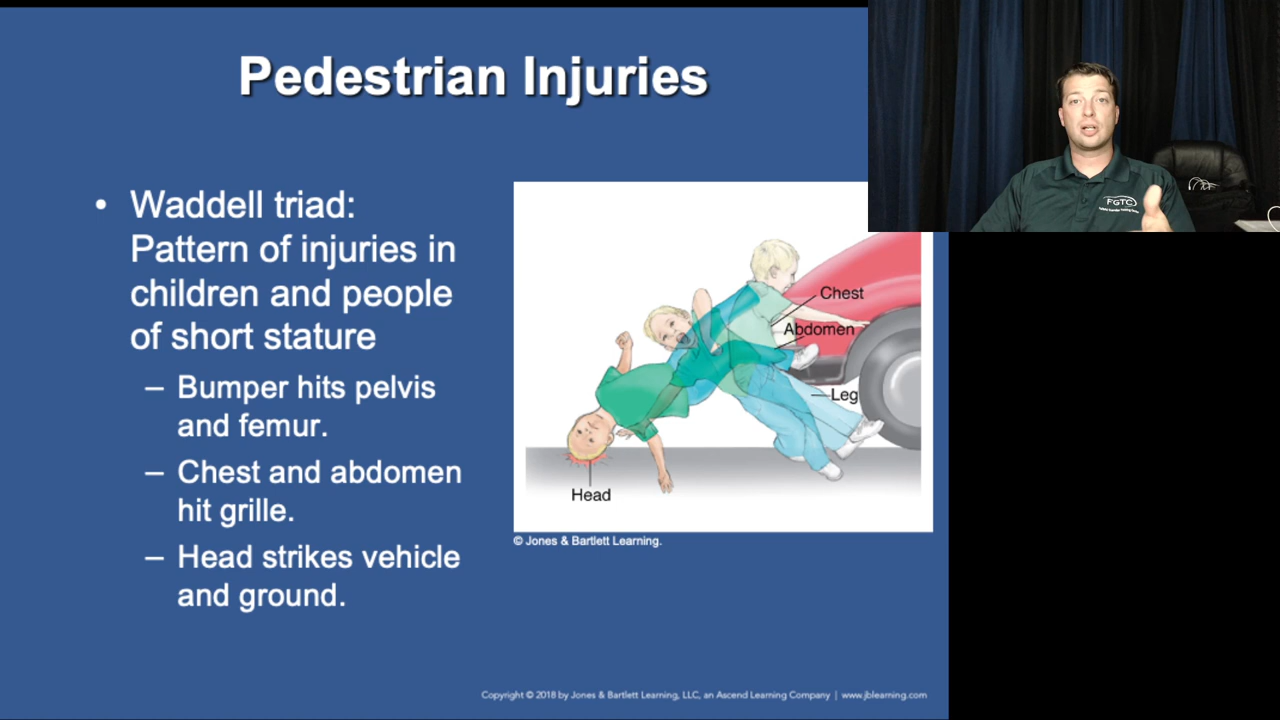 Pedestrian Injuries
• Waddell triad:
Pattern of injuries in
children and people
of short stature
– Bumper hits pelvis
and femur.
– Chest and abdomen
hit grille.
– Head strikes vehicle
and ground.
Chest
Abdomen
Leg
Head
© Jones & Bartlett Learning.
FGTC
Copyright © 2018 by Jones & Bartlett Learning, LLC, an Ascend Learning Company | www.jblearning.com